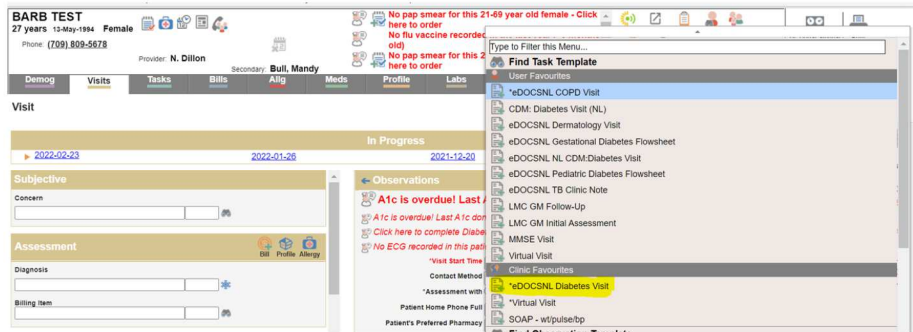 BARB TEST
27 years 13-May-1994 Female
Phone: (709) 809-5678
Provider: N. Dillon
Secondary: Bull, Mandy
No pap smear for this 21-69 year old female - Click
here to order
No flu vaccine recorded
old)
No pap smear for this 2
here to order
Demog Visits Tasks Bills Allg Meds Profile Labs
Visit
In Progress
2022-02-23 2022-01-26 2021-12-20
Subjective
Concern
Assessment
Bill Profile Allergy
Diagnosis
Billing Item
Observations
A1c is overdue! Last A
A1c is overdue! Last A1c don
Click here to complete Diabe
No ECG recorded in this pati
*Visit Start Time
Contact Method
*Assessment with
Patient Home Phone Full
Patient's Preferred Pharmacy
Type to Filter this Menu...
Find Task Template
User Favourites
*eDOCSNL COPD Visit
CDM: Diabetes Visit (NL)
eDOCSNL Dermatology Visit
eDOCSNL Gestational Diabetes Flowsheet
eDOCSNL NL CDM:Diabetes Visit
eDOCSNL Pediatric Diabetes Flowsheet
eDOCSNL TB Clinic Note
LMC GM Follow-Up
LMC GM Initial Assessment
MMSE Visit
Virtual Visit
Clinic Favourites
*eDOCSNL Diabetes Visit
*Virtual Visit
SOAP - wt/pulse/bp
Find Observation Template